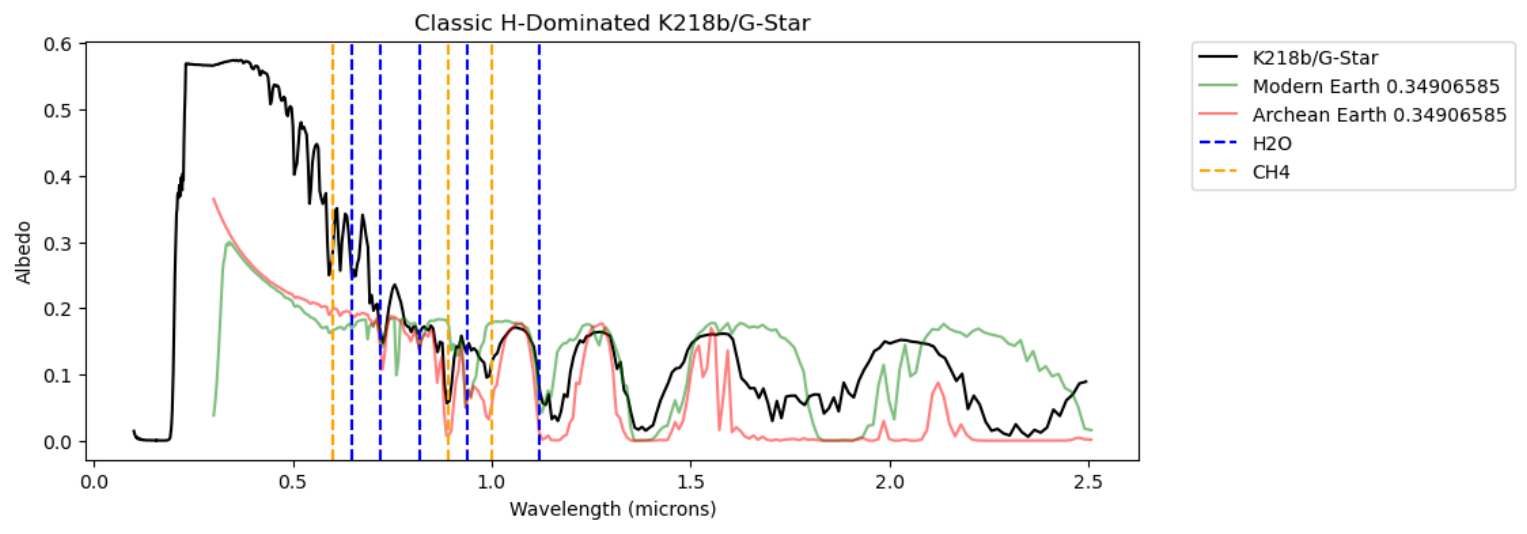 Classic H-Dominated K218b/G-Star
0.6
0.5
0.4
0.3
0.2
0.1
0.0
Albedo
0.0
0.5
1.0
1.5
2.0
2.5
Wavelength (microns)
K218b/G-Star
Modern Earth 0.34906585
Archean Earth 0.34906585
H2O
CH4